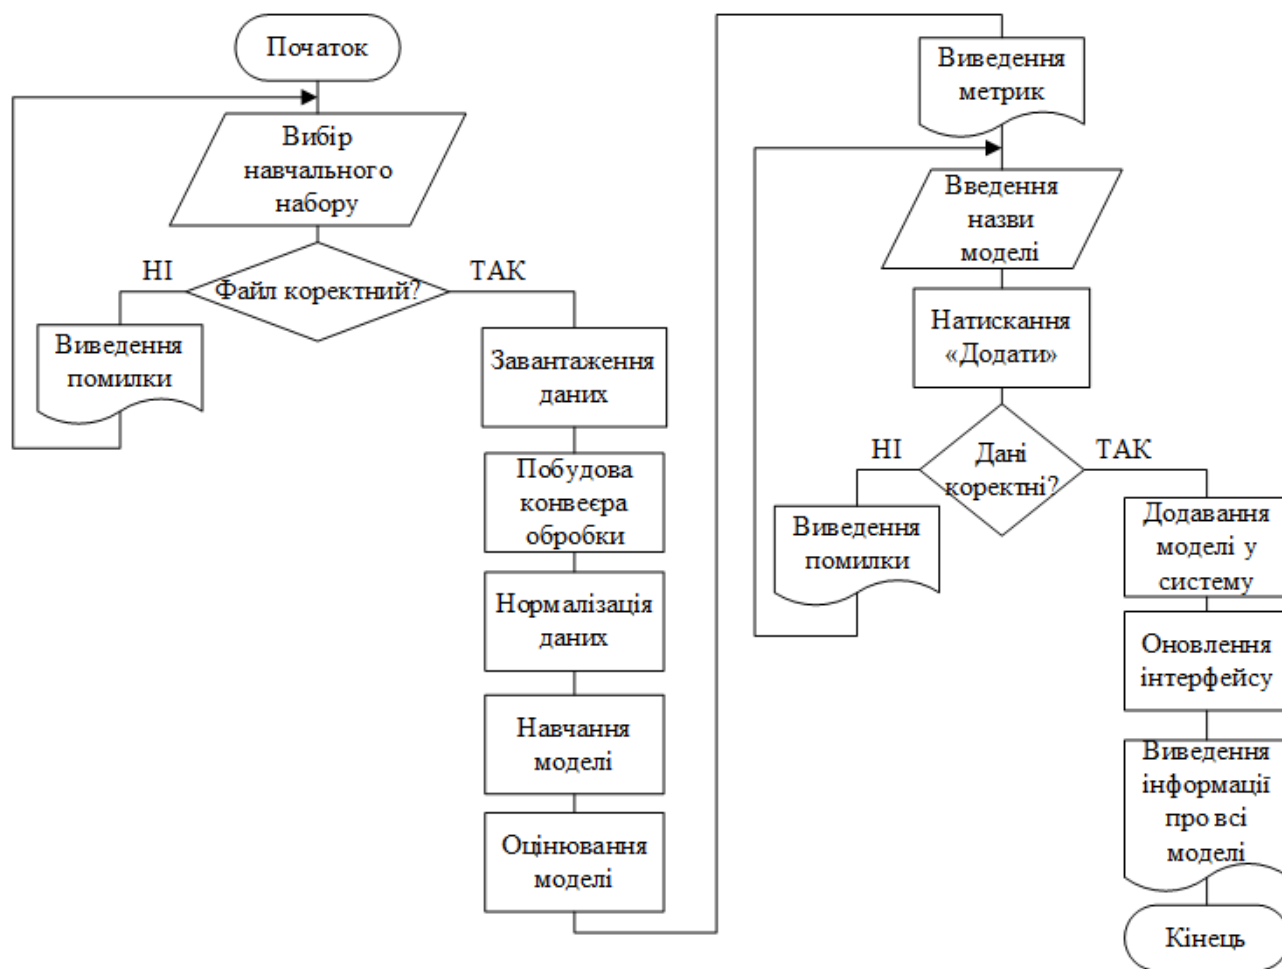 Початок
Вибір
навчального
набору
НІ
ТАК
Файл коректний?
Виведення
помилки
Завантаження
даних
Побудова
конвеєра
обробки
Нормалізація
даних
Навчання
моделі
Оцінювання
моделі
Виведення
метрик
Введення
назви
моделі
Натискання
«Додати»
НІ
ТАК
Дані
коректні?
Виведення
помилки
Додавання
моделі у
систему
Оновлення
інтерфейсу
Виведення
інформації
про всі
моделі
Кінець